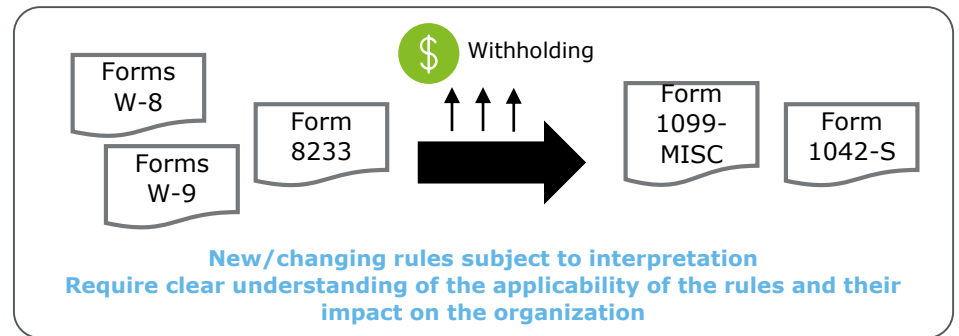 Forms
W-8
Forms
W-9
Form
8233
$
Withholding
Form
1099-
MISC
Form
1042-S
New/changing rules subject to interpretation
Require clear understanding of the applicability of the rules and their
impact on the organization